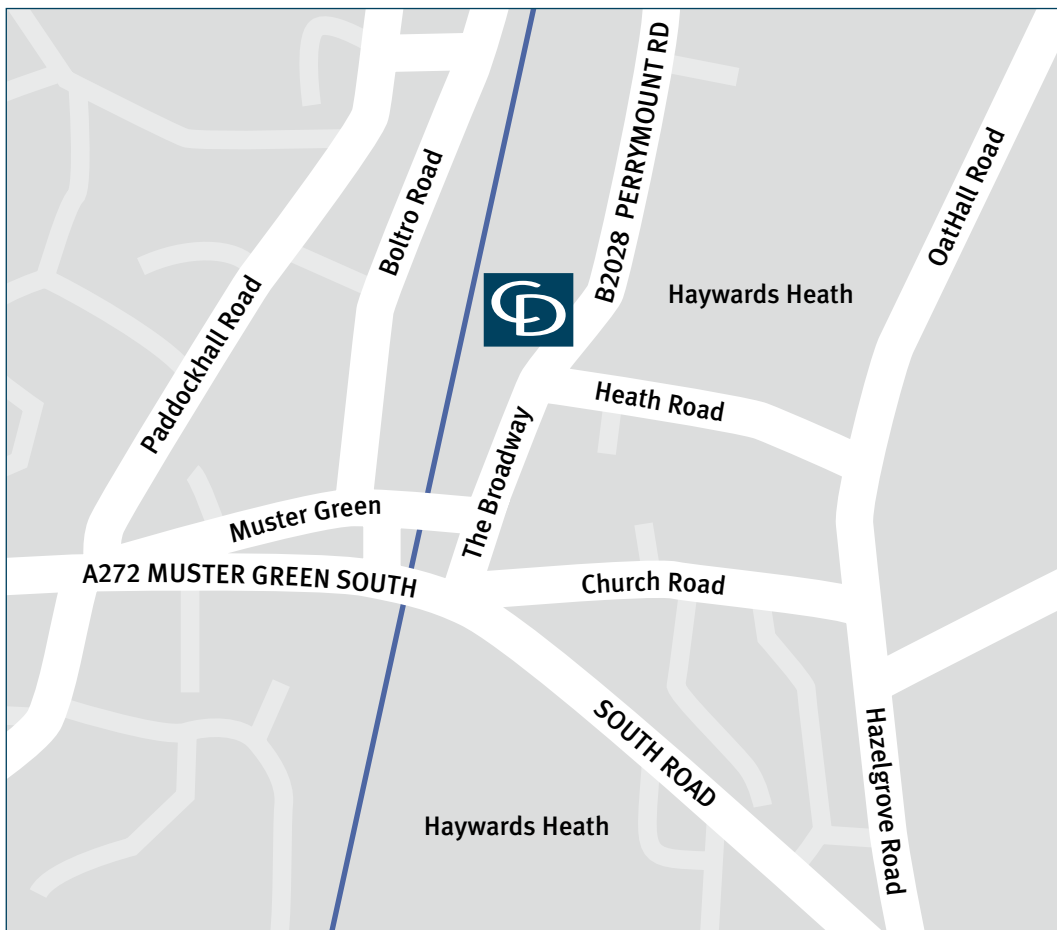 B2028 PERRYMOUNT RD
OatHall Road
Boltro Road
Haywards Heath
CD
Paddockhall Road
Heath Road
The Broadway
Muster Green
A272 MUSTER GREEN SOUTH
Church Road
SOUTH ROAD
Hazelgrove Road
Haywards Heath